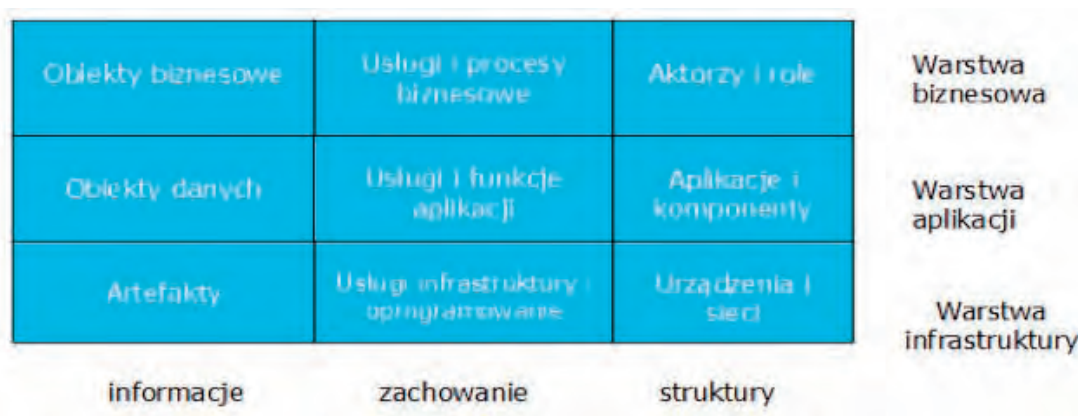 Obiekty biznesowe
Usługi i procesy
biznesowe
Aktorzy i role
Warstwa
biznesowa
Obiekty danych
Usługi i funkcje
aplikacji
Aplikacje i
komponenty
Warstwa
aplikacji
Artefakty
Usługi infrastruktury i
oprogramowanie
Urządzenia i
sieci
Warstwa
infrastruktury
informacje
zachowanie
struktury